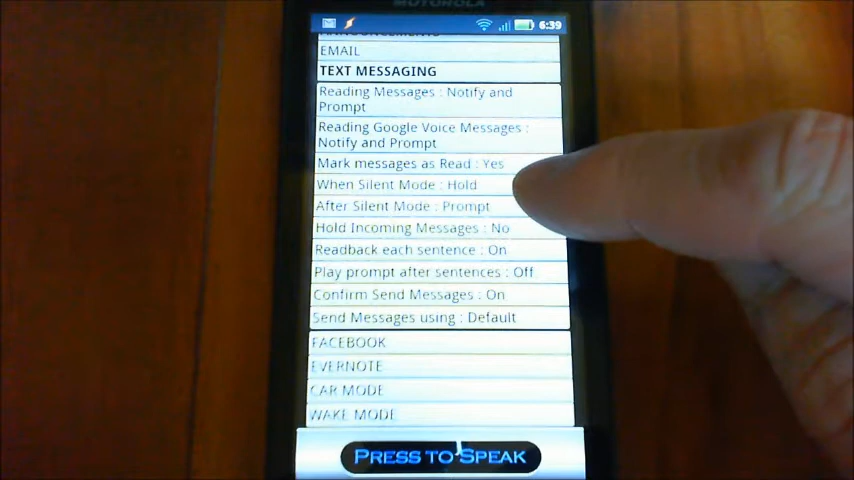 MOTOROLA
6:39
ANNOUNCEMENTS
EMAIL
TEXT MESSAGING
Reading Messages : Notify and
Prompt
Reading Google Voice Messages :
Notify and Prompt
Mark messages as Read : Yes
When Silent Mode : Hold
After Silent Mode : Prompt
Hold Incoming Messages : No
Readback each sentence : On
Play prompt after sentences : Off
Confirm Send Messages : On
Send Messages using : Default
FACEBOOK
EVERNOTE
CAR MODE
WAKE MODE
PRESS TO SPEAK